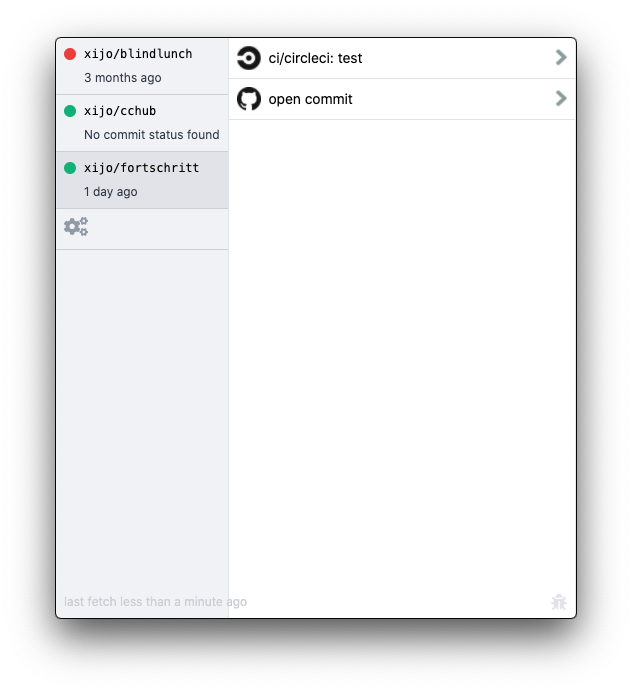 xijo/blindlunch
3 months ago
xijo/cchub
No commit status found
xijo/fortschritt
1 day ago
ci/circleci: test
open commit
last fetch less than a minute ago